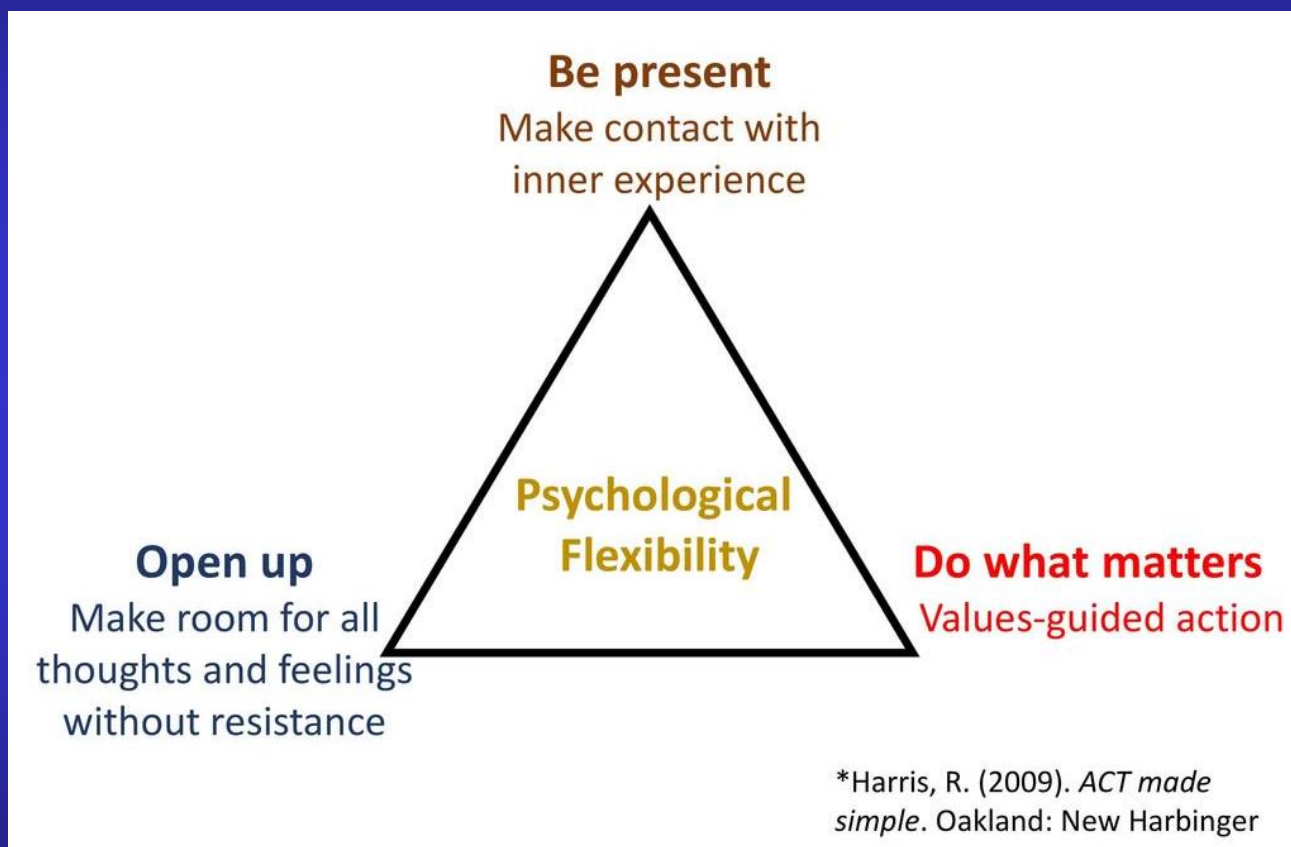 Be present
Make contact with
inner experience
Psychological
Flexibility
Open up
Make room for all
thoughts and feelings
without resistance
Do what matters
Values-guided action
*Harris, R. (2009). ACT made
simple. Oakland: New Harbinger